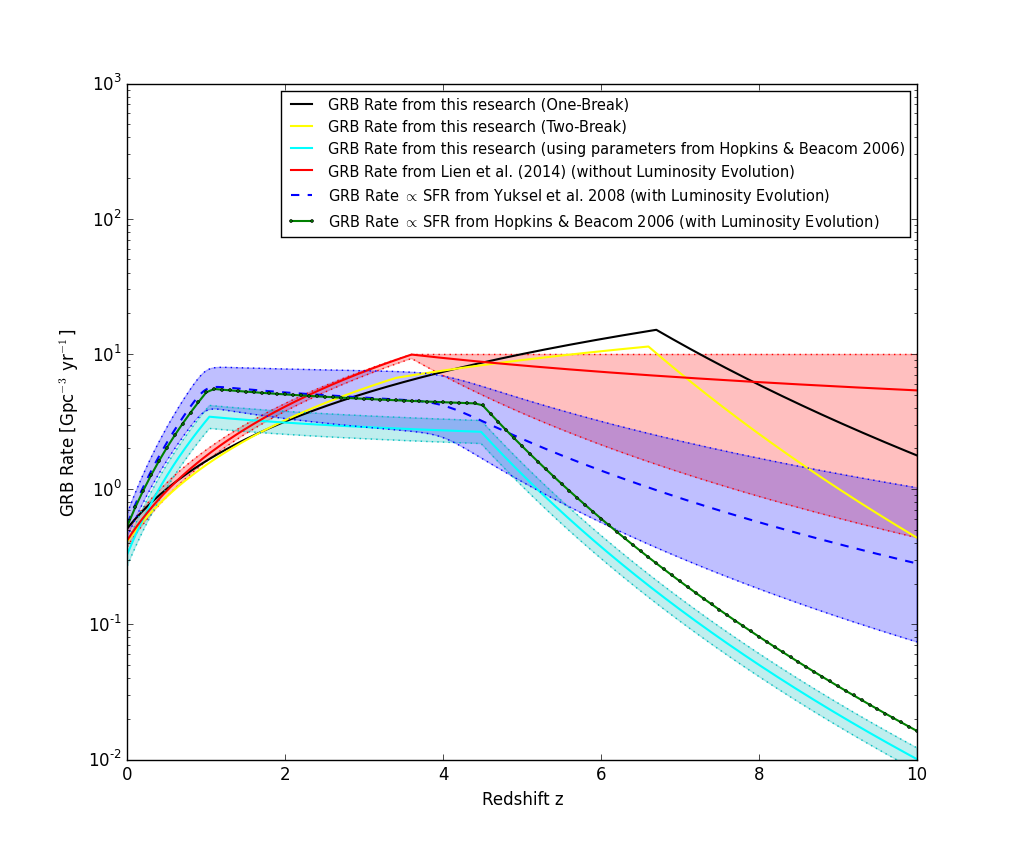 10³
10²
10¹
10⁰
10⁻¹
10⁻²
GRB Rate [Gpc⁻³ yr⁻¹]
GRB Rate from this research (One-Break)
GRB Rate from this research (Two-Break)
GRB Rate from this research (using parameters from Hopkins & Beacom 2006)
GRB Rate from Lien et al. (2014) (without Luminosity Evolution)
GRB Rate ∝ SFR from Yuksel et al. 2008 (with Luminosity Evolution)
GRB Rate ∝ SFR from Hopkins & Beacom 2006 (with Luminosity Evolution)
0 2 4 6 8 10
Redshift z